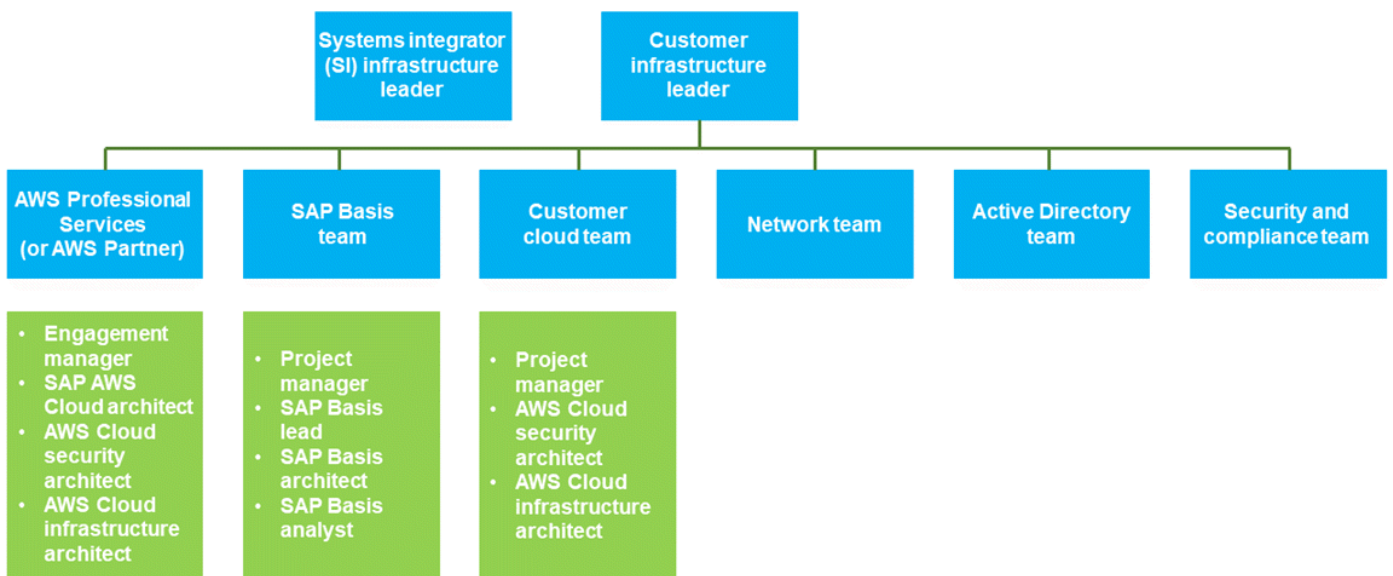 Systems integrator
(SI) infrastructure
leader
Customer
infrastructure
leader
AWS Professional
Services
(or AWS Partner)
SAP Basis
team
Customer
cloud team
Network team
Active Directory
team
Security and
compliance team
• Engagement
manager
• SAP AWS
Cloud architect
• AWS Cloud
security
architect
• AWS Cloud
infrastructure
architect
• Project
manager
• SAP Basis
lead
• SAP Basis
architect
• SAP Basis
analyst
• Project
manager
• AWS Cloud
security
architect
• AWS Cloud
infrastructure
architect